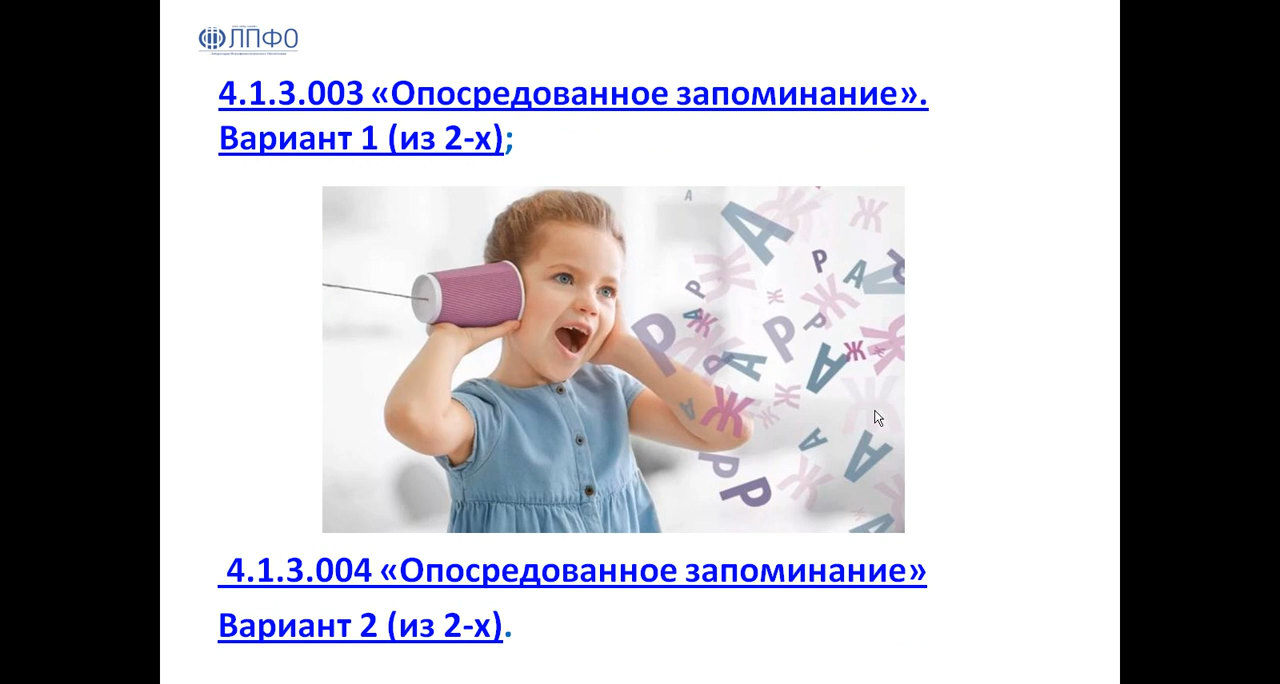 ЛПФО
4.1.3.003 «Опосредованное запоминание».
Вариант 1 (из 2-х);
4.1.3.004 «Опосредованное запоминание»
Вариант 2 (из 2-х).